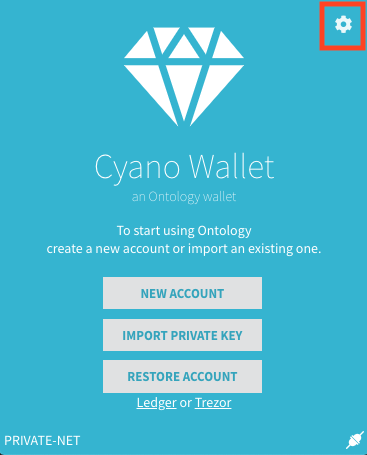 Cyano Wallet
an Ontology wallet
To start using Ontology
create a new account or import an existing one.
NEW ACCOUNT
IMPORT PRIVATE KEY
RESTORE ACCOUNT
Ledger or Trezor
PRIVATE-NET